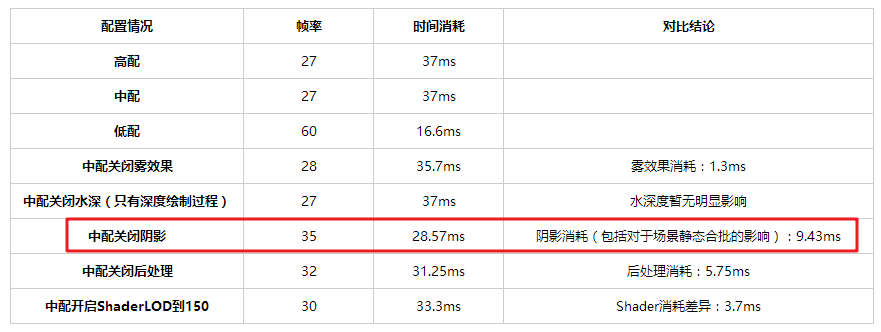 配置情况 帧率 时间消耗 对比结论
高配 27 37ms
中配 27 37ms
低配 60 16.6ms
中配关闭雾效果 28 35.7ms 雾效果消耗：1.3ms
中配关闭水深（只有深度绘制过程） 27 37ms 水深度暂无明显影响
中配关闭阴影 35 28.57ms 阴影消耗（包括对于场景静态合批的影响）：9.43ms
中配关闭后处理 32 31.25ms 后处理消耗：5.75ms
中配开启ShaderLOD到150 30 33.3ms Shader消耗差异：3.7ms